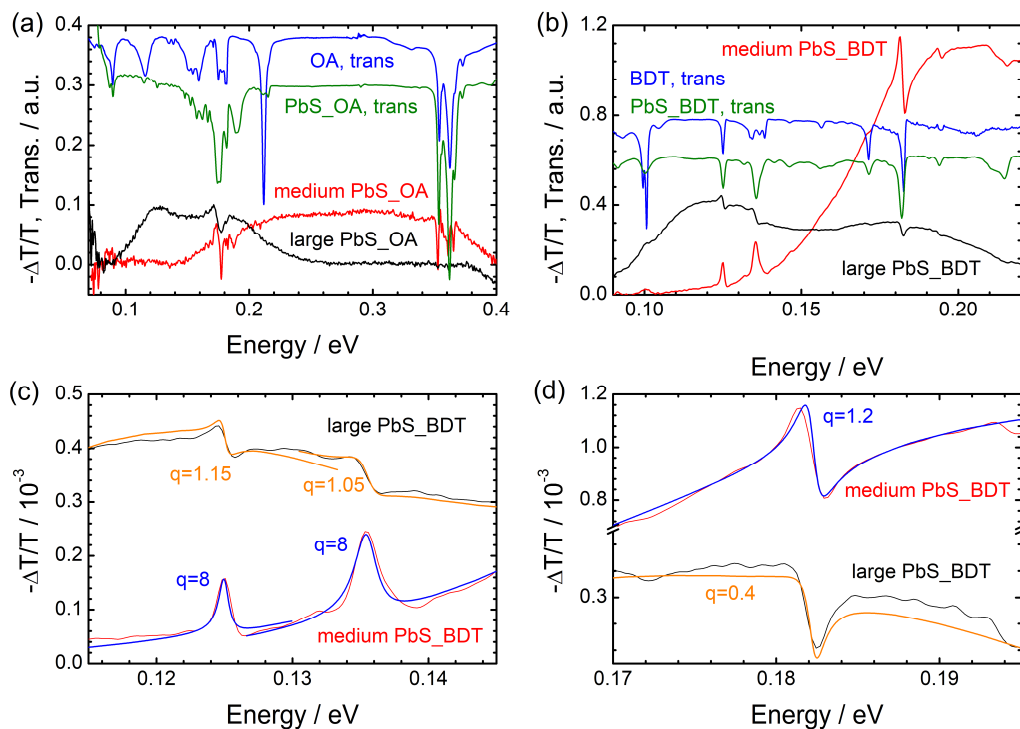 (a)
0.4
0.3
0.2
0.1
0.0
-ΔT/T, Trans. / a.u.
OA, trans
PbS_OA, trans
medium PbS_OA
large PbS_OA
0.1 0.2 0.3 0.4
Energy / eV
(b)
1.2
0.8
0.4
0.0
-ΔT/T, Trans. / a.u.
medium PbS_BDT
BDT, trans
PbS_BDT, trans
large PbS_BDT
0.10 0.15 0.20
Energy / eV
(c)
0.5
0.4
0.3
0.2
0.1
0.0
-ΔT/T / 10⁻³
large PbS_BDT
q=1.15
q=1.05
q=8
q=8
medium PbS_BDT
0.12 0.13 0.14
Energy / eV
(d)
1.2
1.0
0.8
0.3
-ΔT/T / 10⁻³
q=1.2
medium PbS_BDT
large PbS_BDT
q=0.4
0.17 0.18 0.19
Energy / eV